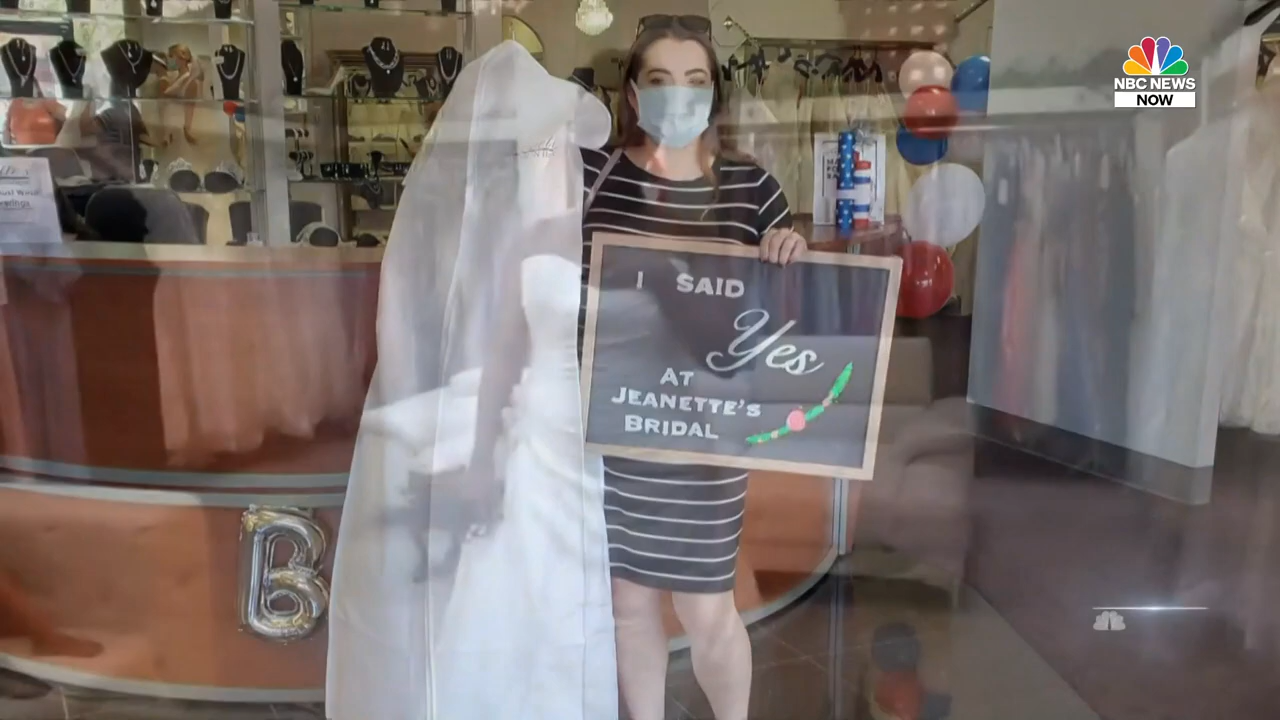 NBC NEWS
NOW
I SAID
Yes
AT
JEANETTE'S
BRIDAL
B